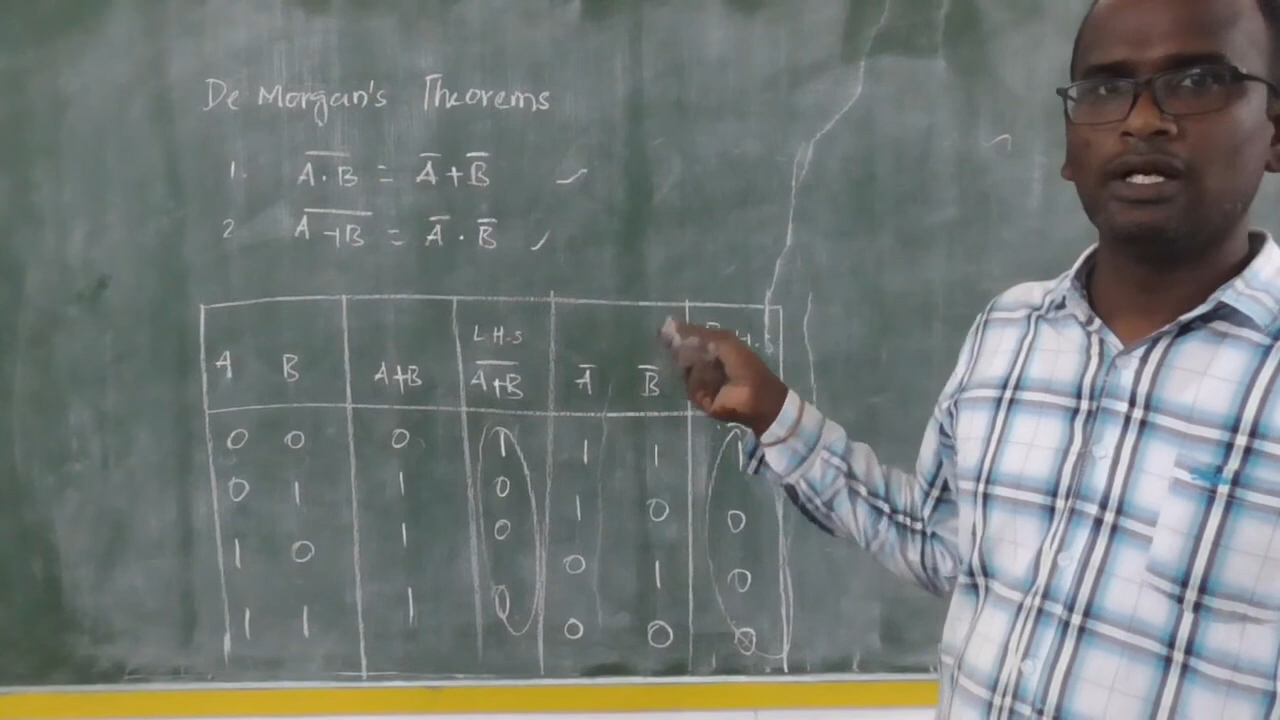 De Morgan's Theorems
1. A̅ ̅·̅ ̅B̅ = A̅ + B̅
2 A̅ ̅+̅ ̅B̅ = A̅ · B̅
L.H.S H.S
A B A+B A̅+̅B̅ A̅ B̅
0 0 0 1 1 1 1
0 1 1 0 1 0 0
1 0 1 0 0 1 0
1 1 1 0 0 0 0